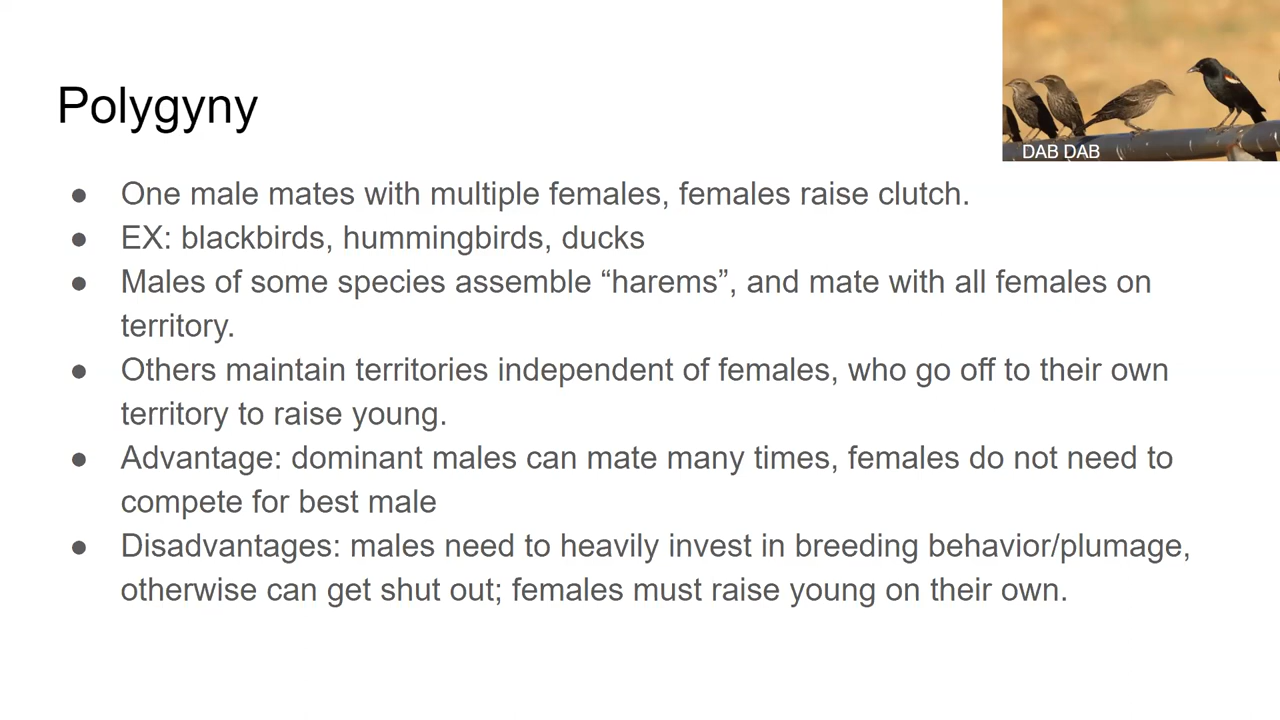 DAB DAB
Polygyny
● One male mates with multiple females, females raise clutch.
● EX: blackbirds, hummingbirds, ducks
● Males of some species assemble “harems”, and mate with all females on
territory.
● Others maintain territories independent of females, who go off to their own
territory to raise young.
● Advantage: dominant males can mate many times, females do not need to
compete for best male
● Disadvantages: males need to heavily invest in breeding behavior/plumage,
otherwise can get shut out; females must raise young on their own.